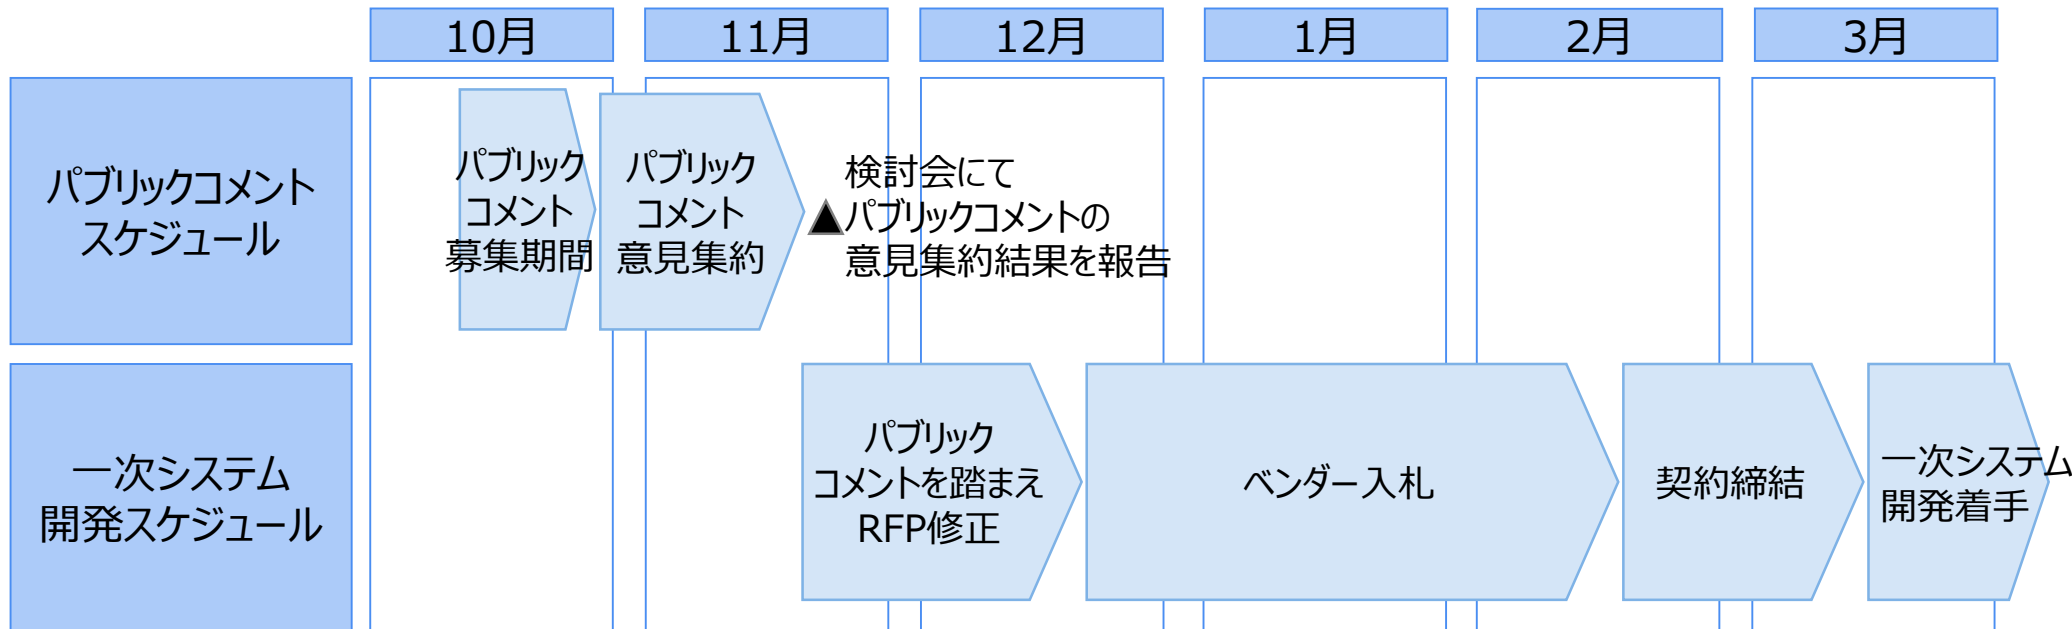 10月
11月
12月
1月
2月
3月
パブリックコメント
スケジュール
パブリック
コメント
募集期間
パブリック
コメント
意見集約
▲
検討会にて
パブリックコメントの
意見集約結果を報告
一次システム
開発スケジュール
パブリック
コメントを踏まえ
RFP修正
ベンダー入札
契約締結
一次システム
開発着手